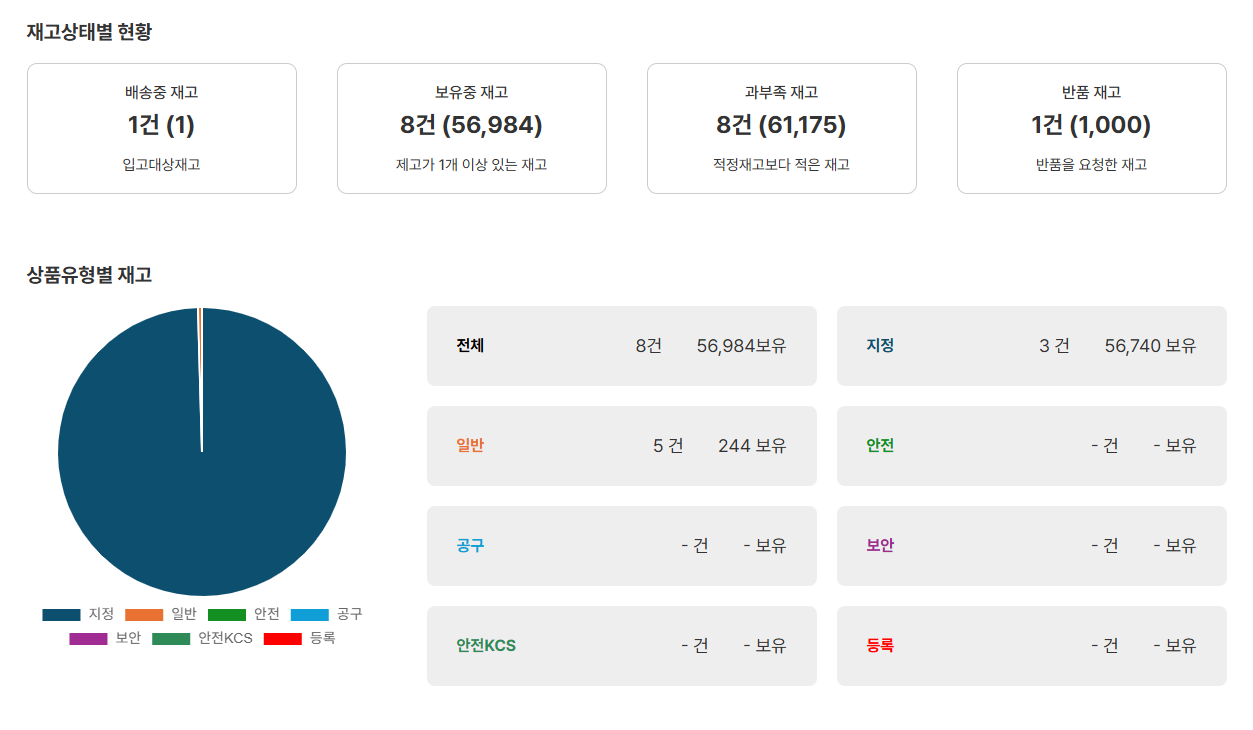 재고상태별 현황
배송중 재고
1건 (1)
입고대상재고
보유중 재고
8건 (56,984)
제고가 1개 이상 있는 재고
과부족 재고
8건 (61,175)
적정재고보다 적은 재고
반품 재고
1건 (1,000)
반품을 요청한 재고
상품유형별 재고
지정 일반 안전 공구
보안 안전KCS 등록
전체 8건 56,984보유
지정 3 건 56,740 보유
일반 5 건 244 보유
안전 - 건 - 보유
공구 - 건 - 보유
보안 - 건 - 보유
안전KCS - 건 - 보유
등록 - 건 - 보유